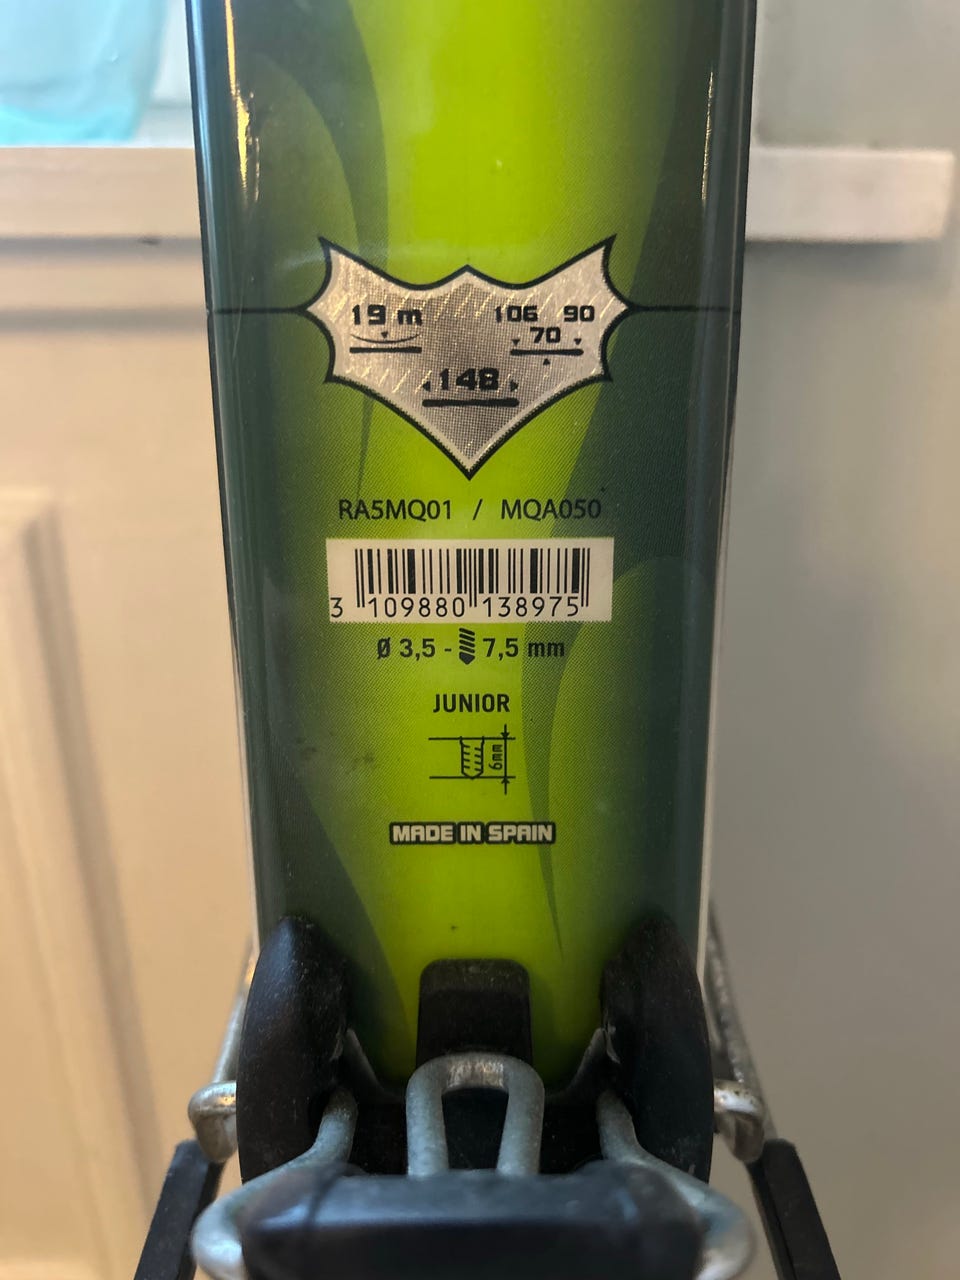 19 m
106 90
70
148
RA5MQ01 / MQA050
3 109880 138975
Ø 3,5 - 7,5 mm
JUNIOR
6mm
MADE IN SPAIN